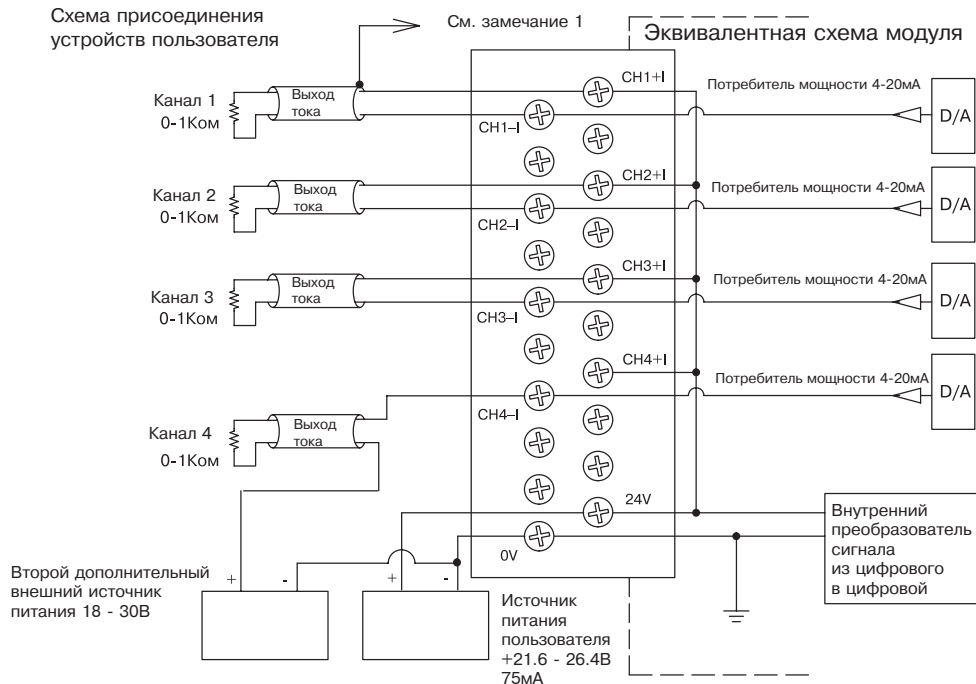 Схема присоединения
устройств пользователя
См. замечание 1
Эквивалентная схема модуля
Канал 1
0-1Ком
Выход
тока
CH1+I
CH1–I
Потребитель мощности 4-20мА
D/A
Канал 2
0-1Ком
Выход
тока
CH2+I
CH2–I
Потребитель мощности 4-20мА
D/A
Канал 3
0-1Ком
Выход
тока
CH3+I
CH3–I
Потребитель мощности 4-20мА
D/A
Канал 4
0-1Ком
Выход
тока
CH4+I
CH4–I
Потребитель мощности 4-20мА
D/A
24V
0V
Внутренний
преобразователь
сигнала
из цифрового
в цифровой
Второй дополнительный
внешний источник
питания 18 - 30В
+ -
+ -
Источник
питания
пользователя
+21.6 - 26.4В
75мА